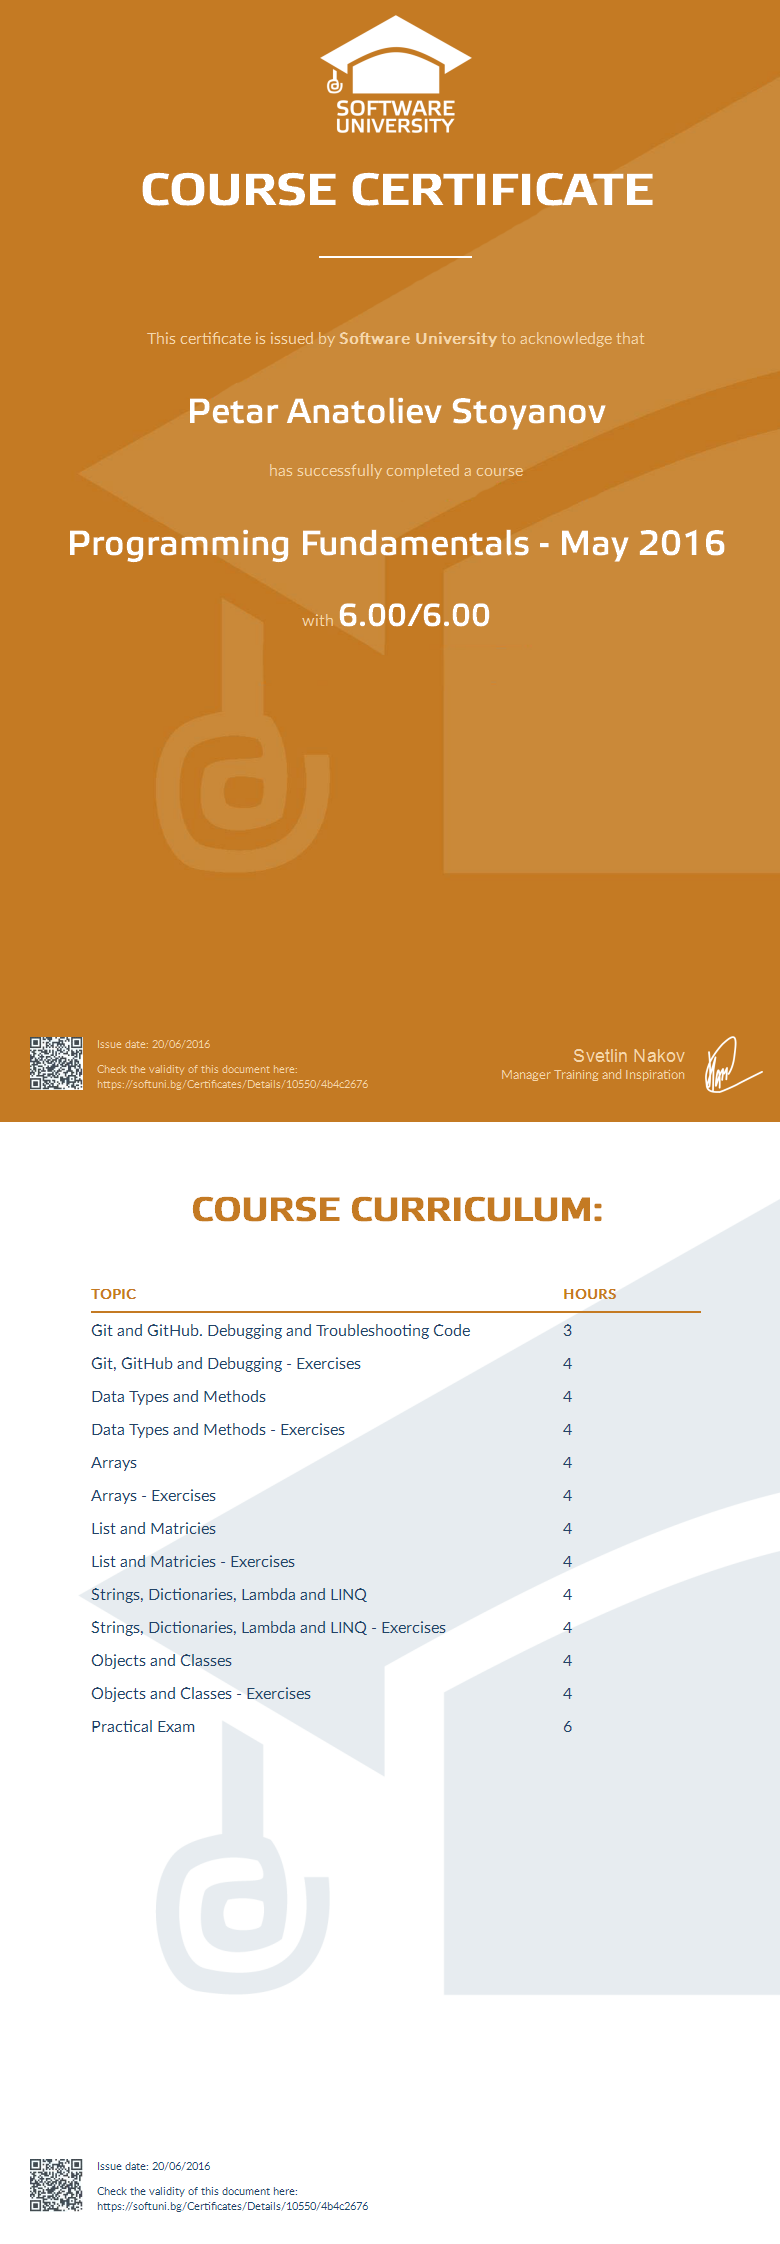 SOFTWARE
UNIVERSITY
COURSE CERTIFICATE
This certificate is issued by Software University to acknowledge that
Petar Anatoliev Stoyanov
has successfully completed a course
Programming Fundamentals - May 2016
with 6.00/6.00
Issue date: 20/06/2016
Check the validity of this document here:
https://softuni.bg/Certificates/Details/10550/4b4c2676
Svetlin Nakov
Manager Training and Inspiration
COURSE CURRICULUM:
TOPIC HOURS
Git and GitHub. Debugging and Troubleshooting Code 3
Git, GitHub and Debugging - Exercises 4
Data Types and Methods 4
Data Types and Methods - Exercises 4
Arrays 4
Arrays - Exercises 4
List and Matricies 4
List and Matricies - Exercises 4
Strings, Dictionaries, Lambda and LINQ 4
Strings, Dictionaries, Lambda and LINQ - Exercises 4
Objects and Classes 4
Objects and Classes - Exercises 4
Practical Exam 6
Issue date: 20/06/2016
Check the validity of this document here:
https://softuni.bg/Certificates/Details/10550/4b4c2676